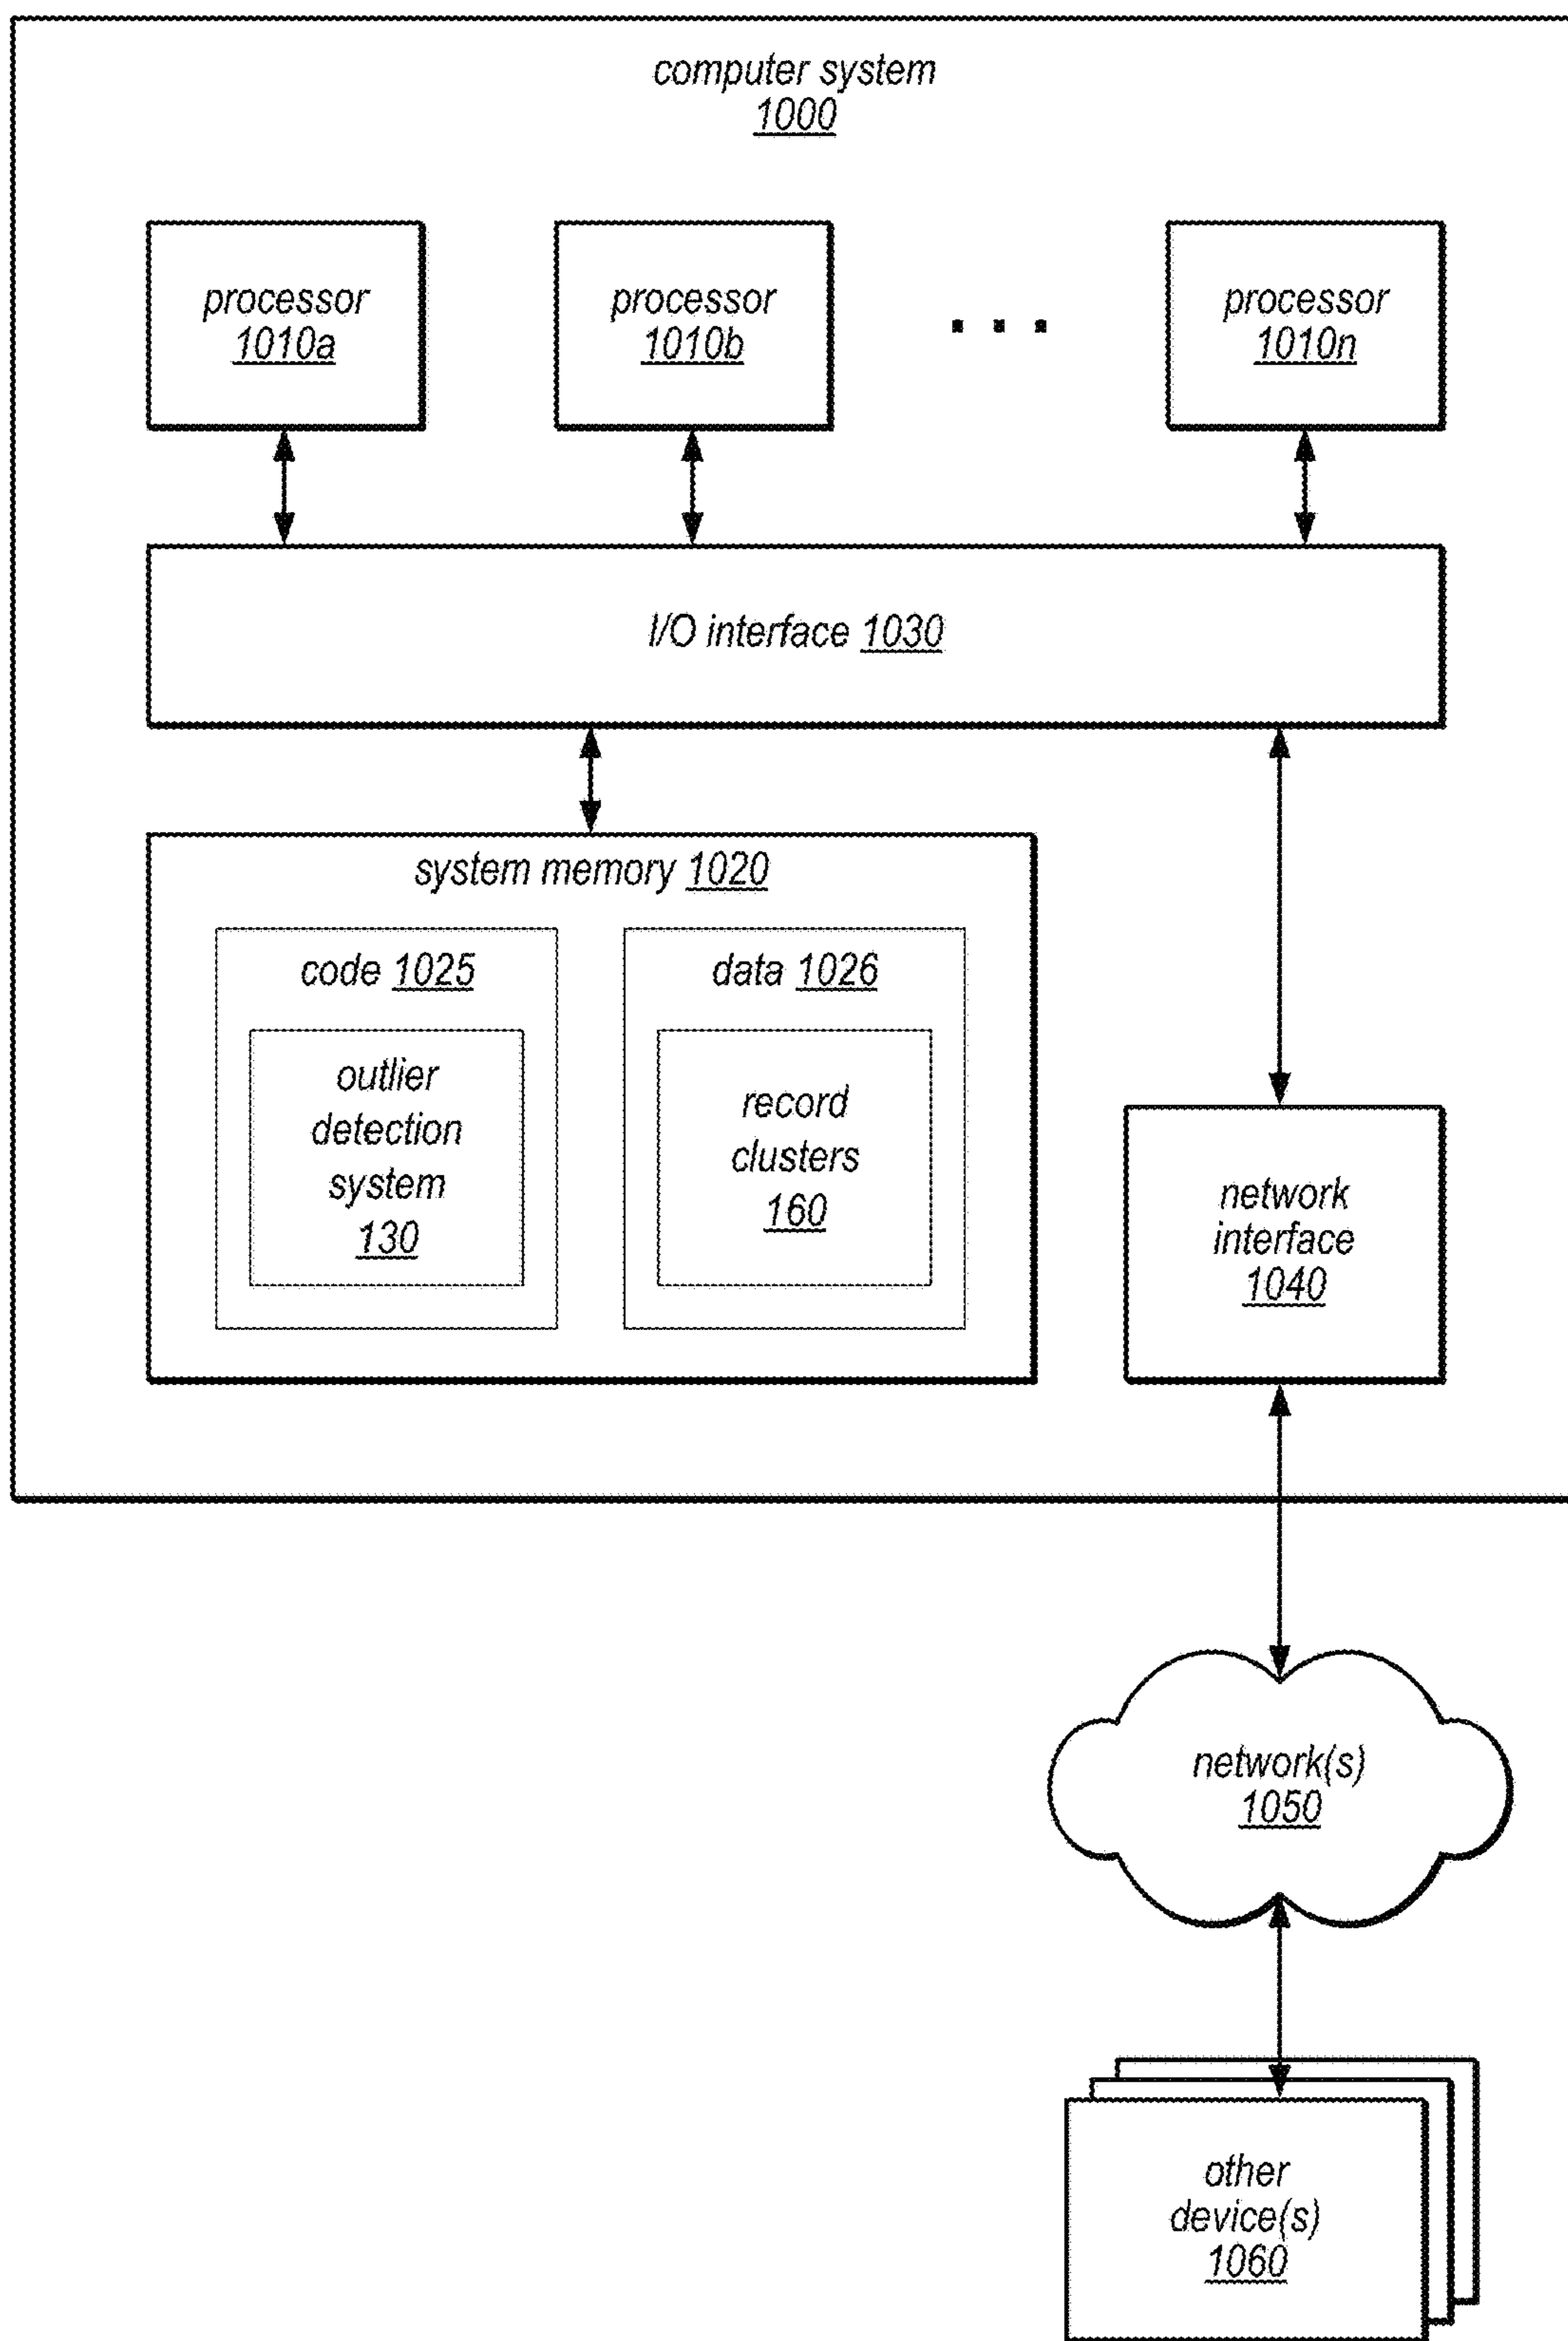 computer system
1000
processor
1010a
processor
1010b
. . .
processor
1010n
I/O interface 1030
system memory 1020
code 1025
outlier
detection
system
130
data 1026
record
clusters
160
network
interface
1040
network(s)
1050
other
device(s)
1060